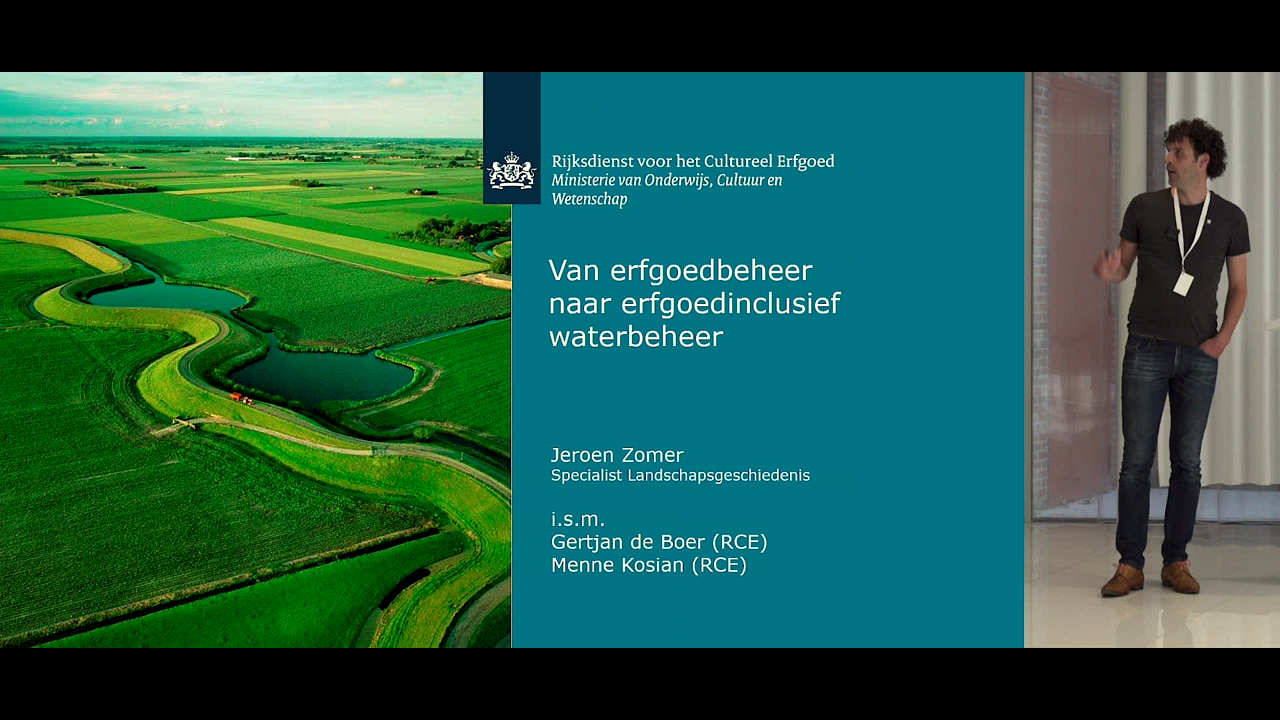 Rijksdienst voor het Cultureel Erfgoed
Ministerie van Onderwijs, Cultuur en
Wetenschap
Van erfgoedbeheer
naar erfgoedinclusief
waterbeheer
Jeroen Zomer
Specialist Landschapsgeschiedenis
i.s.m.
Gertjan de Boer (RCE)
Menne Kosian (RCE)